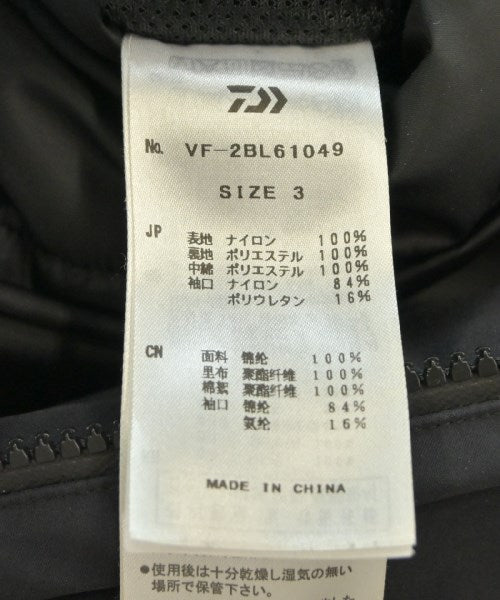 No. VF-2BL61049
SIZE 3
JP 表地 ナイロン 100%
裏地 ポリエステル 100%
中綿 ポリエステル 100%
袖口 ナイロン 84%
ポリウレタン 16%
CN 面料 锦纶 100%
里布 聚酯纤维 100%
棉絮 聚酯纤维 100%
袖口 锦纶 84%
氨纶 16%
MADE IN CHINA
●使用後は十分乾燥し湿気の無い
場所で保管下さい。